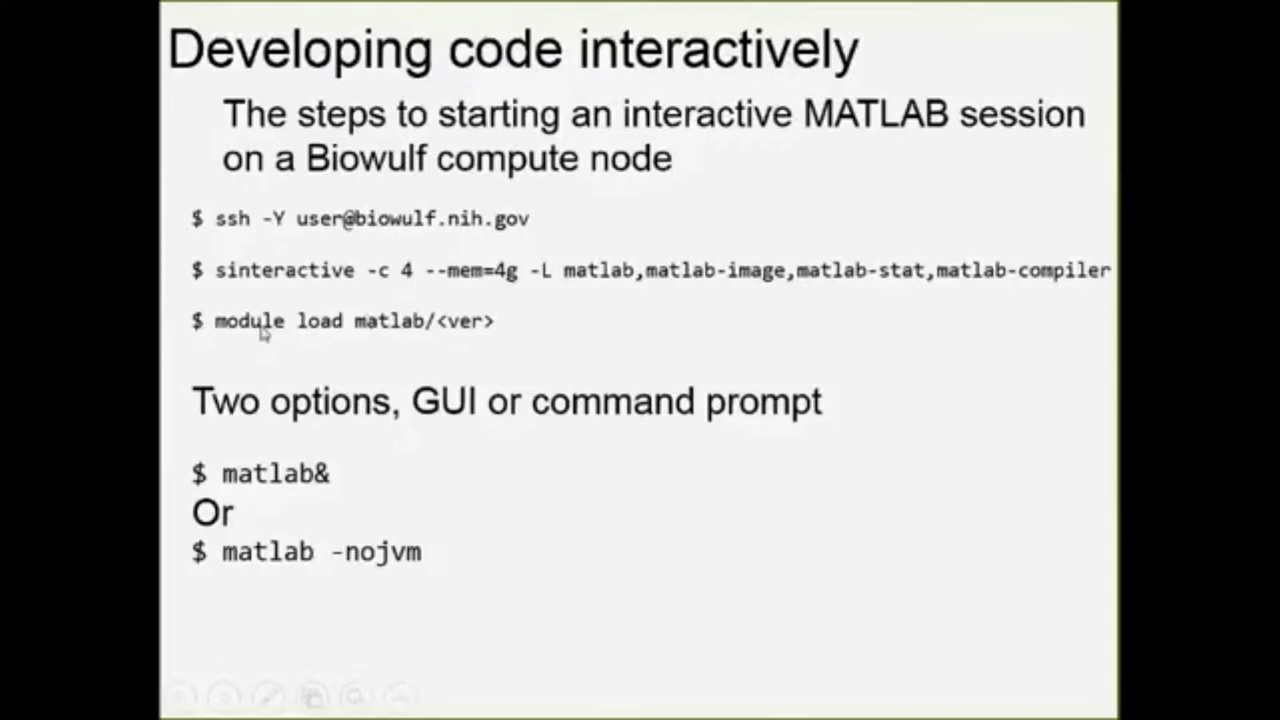 Developing code interactively
The steps to starting an interactive MATLAB session
on a Biowulf compute node
$ ssh -Y user@biowulf.nih.gov
$ sinteractive -c 4 --mem=4g -L matlab,matlab-image,matlab-stat,matlab-compiler
$ module load matlab/<ver>
Two options, GUI or command prompt
$ matlab&
Or
$ matlab -nojvm